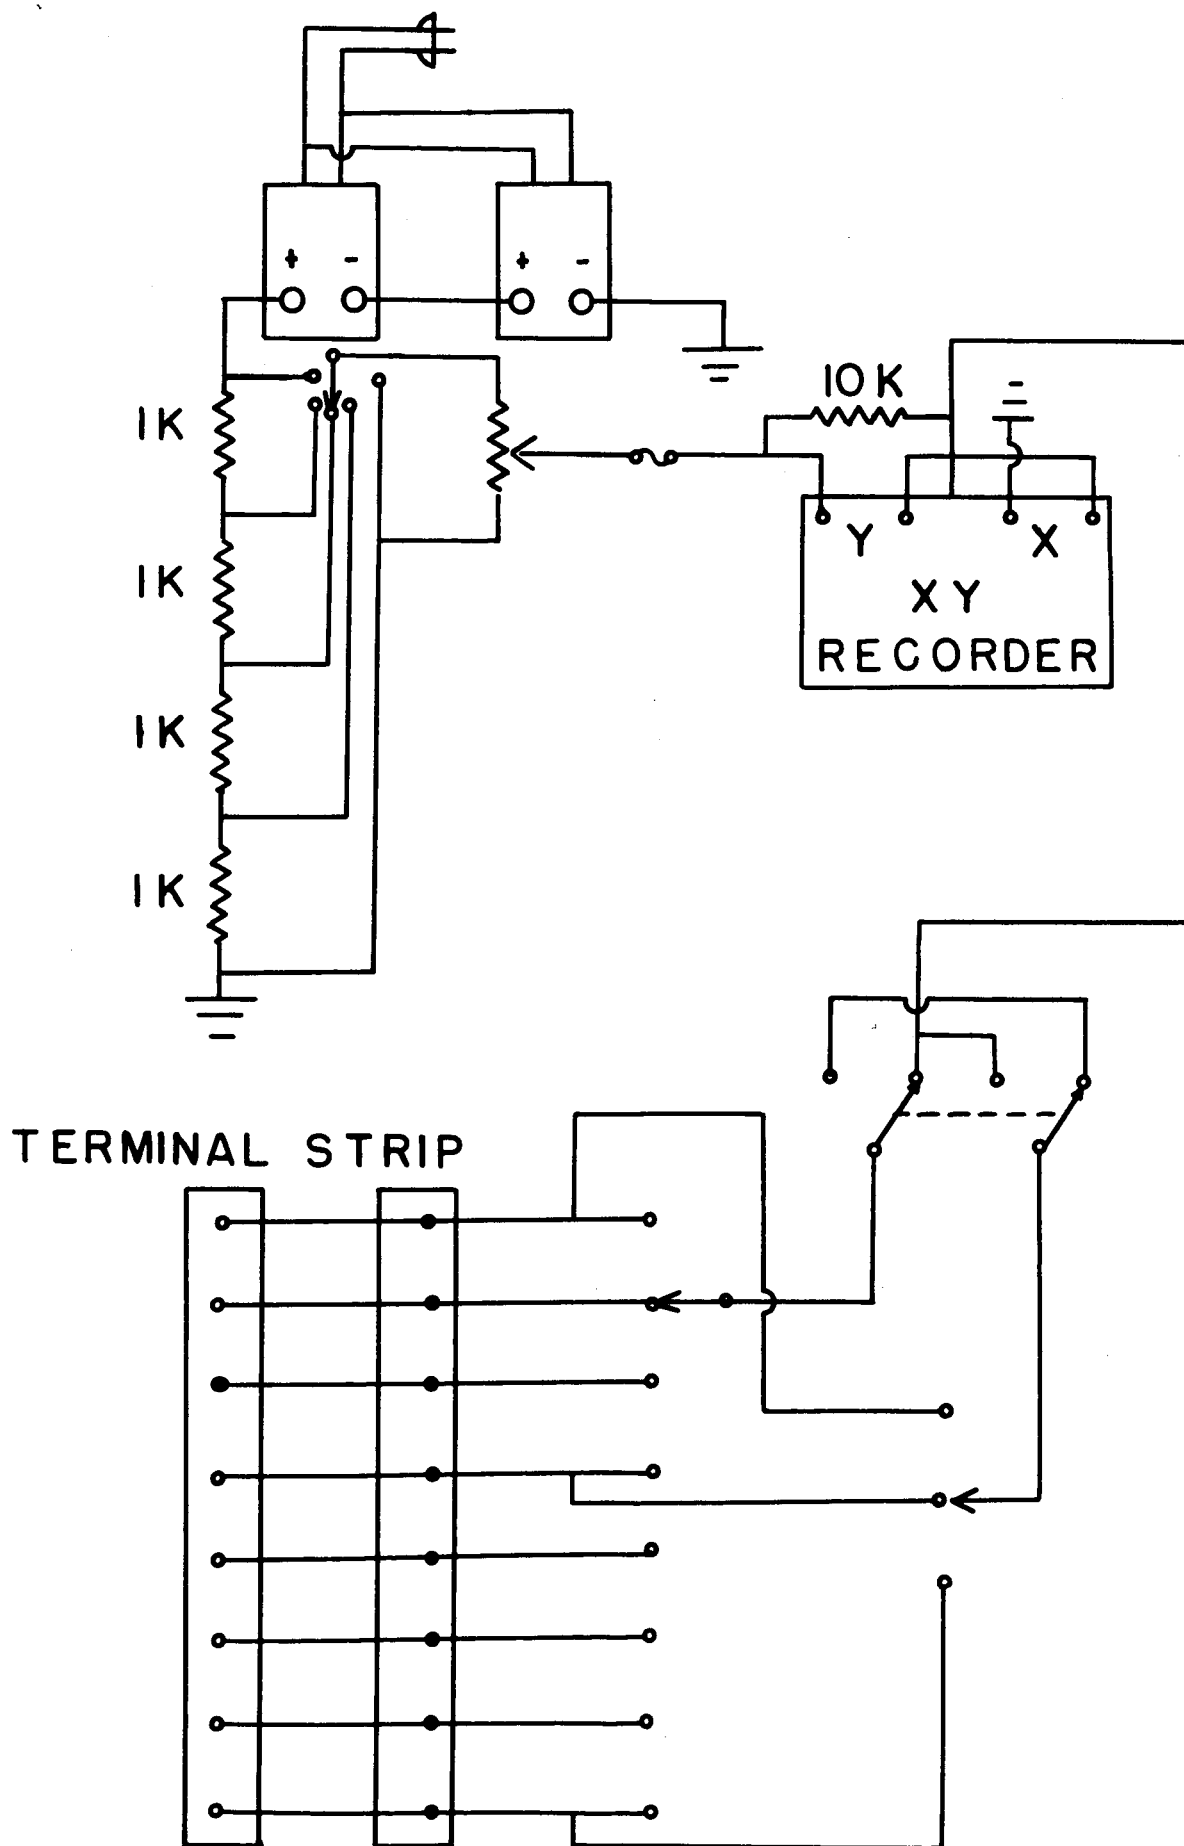 + - + -
10K
1K
Y X
1K
XY
RECORDER
1K
1K
TERMINAL STRIP